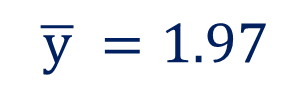 y̅ = 1.97